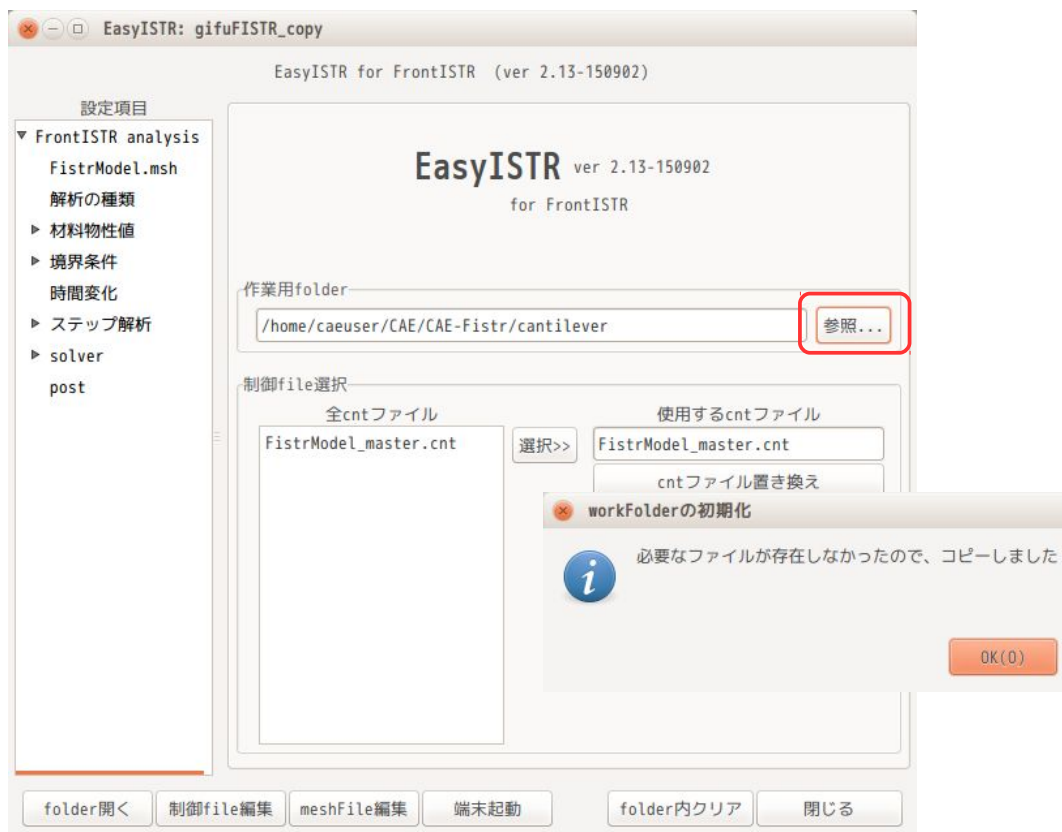 EasyISTR: gifuFISTR_copy
EasyISTR for FrontISTR (ver 2.13-150902)
設定項目
FrontISTR analysis
FistrModel.msh
解析の種類
材料物性値
境界条件
時間変化
ステップ解析
solver
post
EasyISTR ver 2.13-150902
for FrontISTR
作業用folder
/home/caeuser/CAE/CAE-Fistr/cantilever
参照...
制御file選択
全cntファイル
FistrModel_master.cnt
選択>>
使用するcntファイル
FistrModel_master.cnt
cntファイル置き換え
workFolderの初期化
必要なファイルが存在しなかったので、コピーしました
OK(O)
folder開く
制御file編集
meshFile編集
端末起動
folder内クリア
閉じる